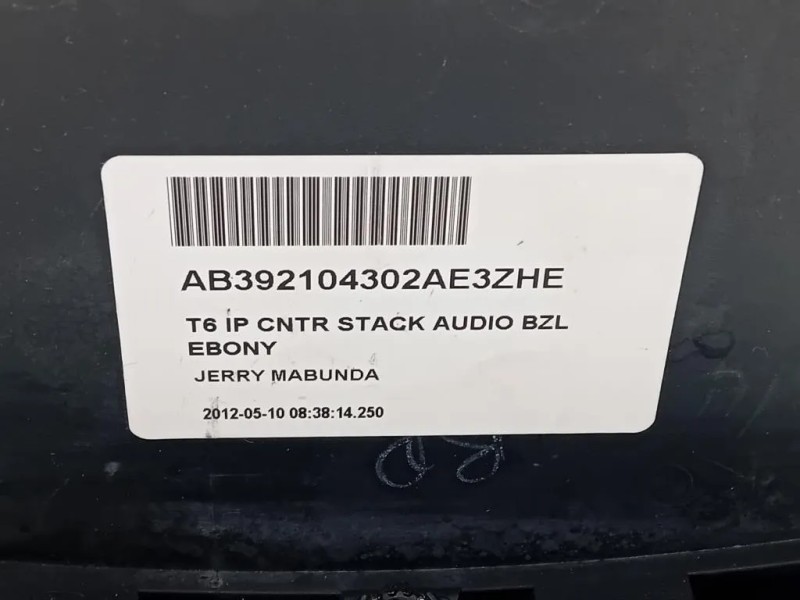 AB392104302AE3ZHE
T6 IP CNTR STACK AUDIO BZL
EBONY
JERRY MABUNDA
2012-05-10 08:38:14.250